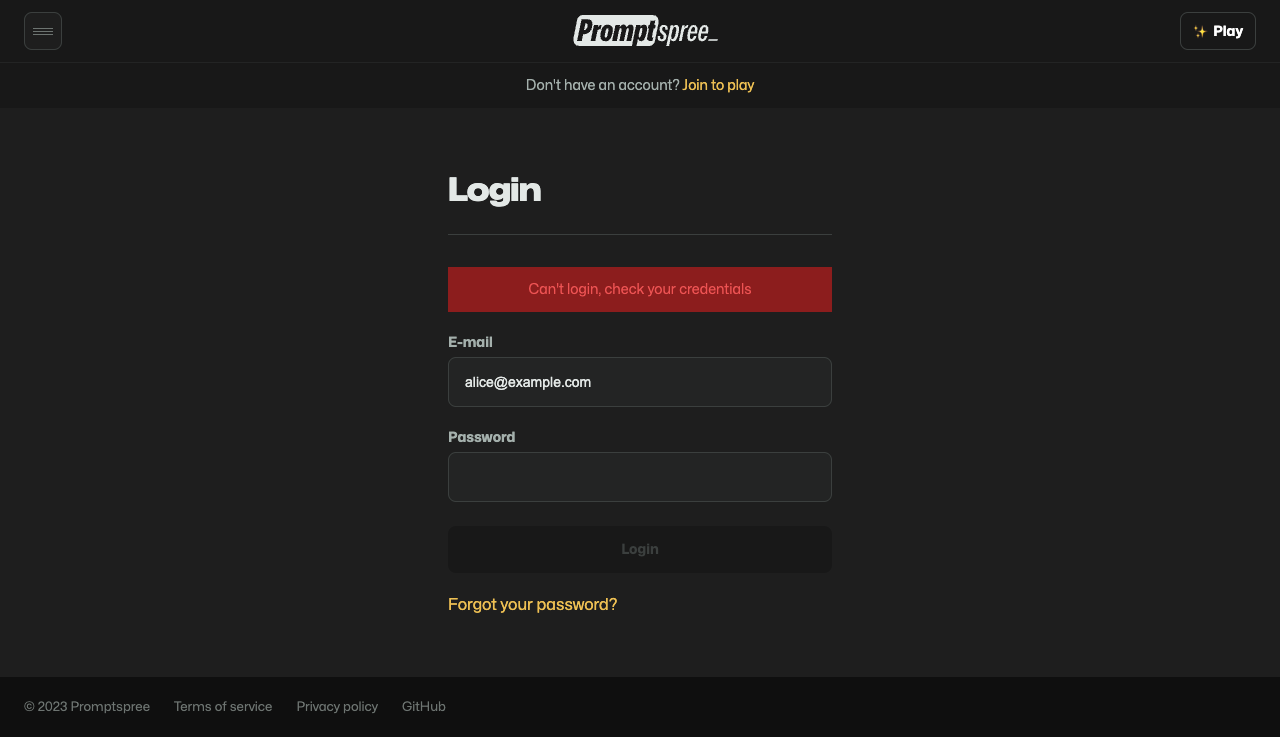 Promptspree_
✨ Play
Don't have an account? Join to play
Login
Can't login, check your credentials
E-mail
alice@example.com
Password
Login
Forgot your password?
© 2023 Promptspree Terms of service Privacy policy GitHub